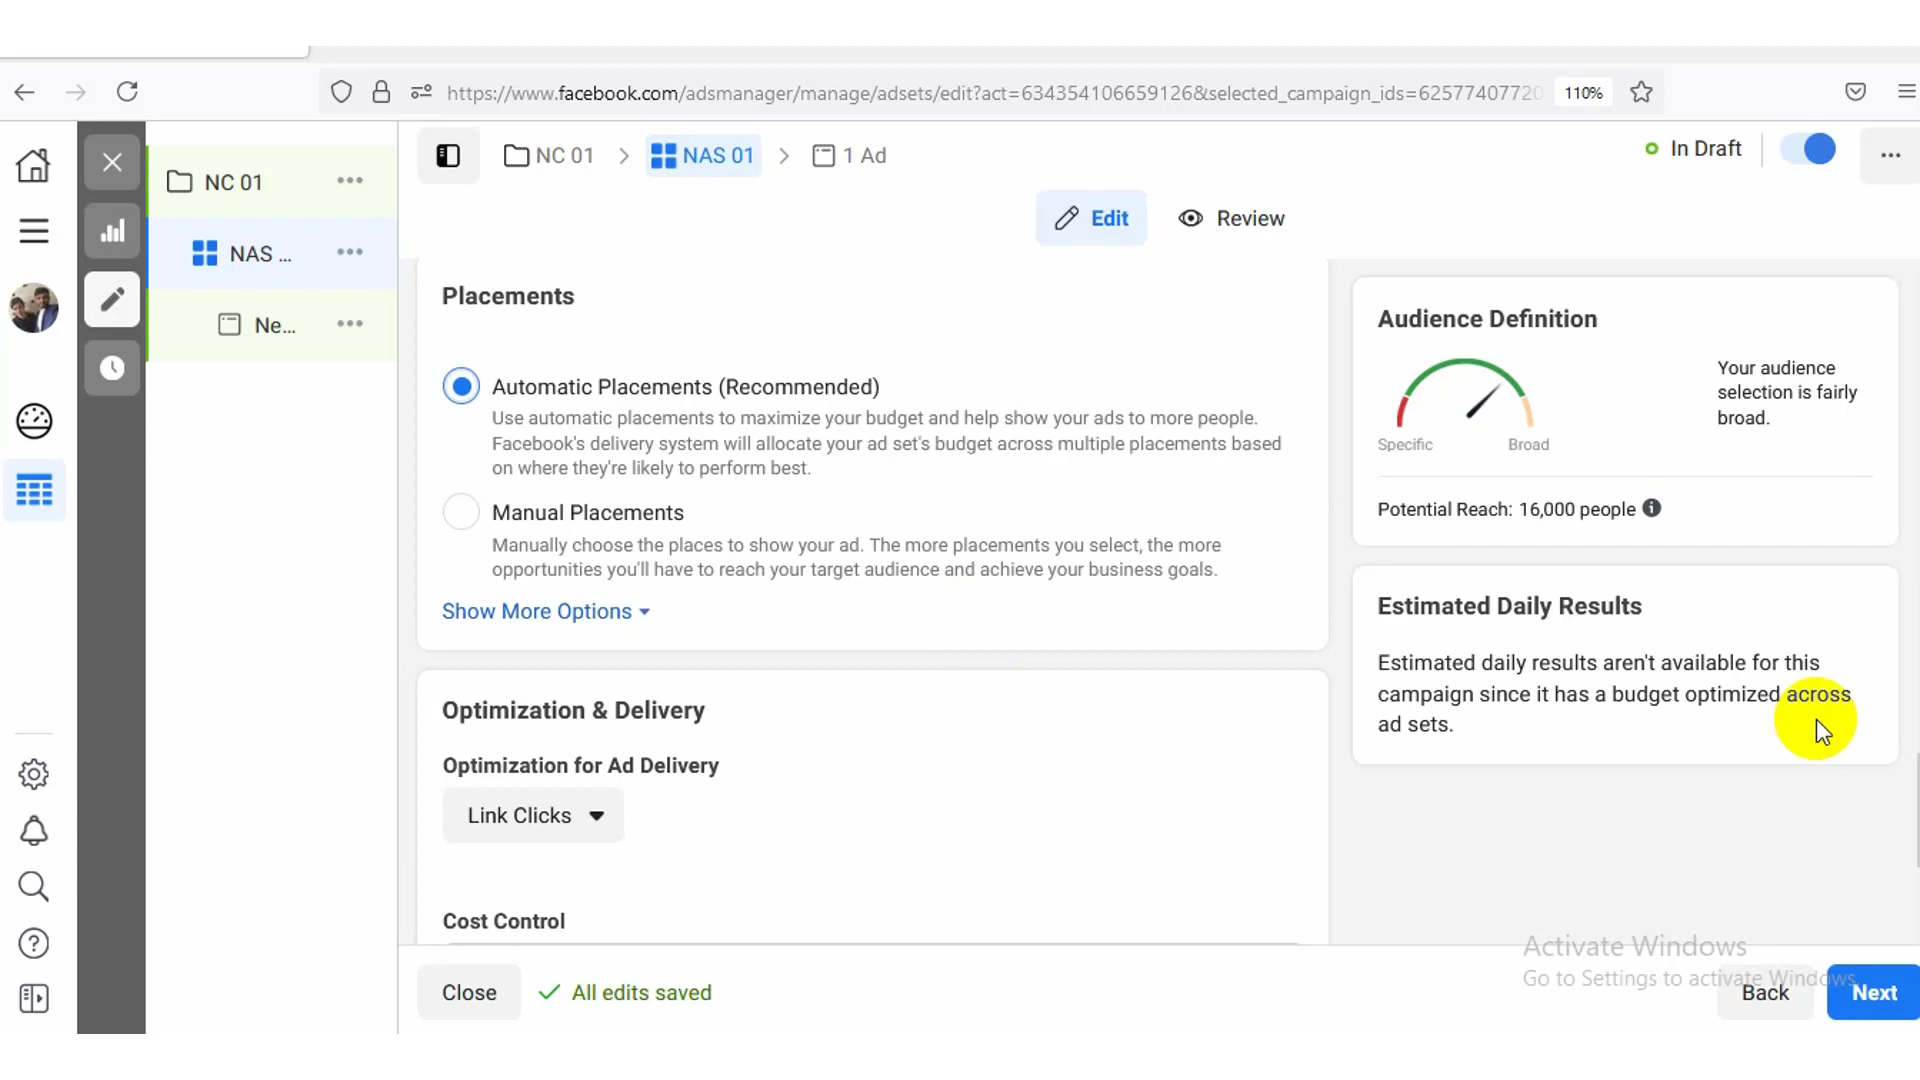 https://www.facebook.com/adsmanager/manage/adsets/edit?act=634354106659126&selected_campaign_ids=62577407720
110%
NC 01
NAS ...
Ne...
NC 01
NAS 01
1 Ad
In Draft
Edit
Review
Placements
Automatic Placements (Recommended)
Use automatic placements to maximize your budget and help show your ads to more people.
Facebook's delivery system will allocate your ad set's budget across multiple placements based
on where they're likely to perform best.
Manual Placements
Manually choose the places to show your ad. The more placements you select, the more
opportunities you'll have to reach your target audience and achieve your business goals.
Show More Options
Optimization & Delivery
Optimization for Ad Delivery
Link Clicks
Cost Control
Audience Definition
Your audience
selection is fairly
broad.
Specific
Broad
Potential Reach: 16,000 people
Estimated Daily Results
Estimated daily results aren't available for this
campaign since it has a budget optimized across
ad sets.
Activate Windows
Go to Settings to activate Windows.
Close
All edits saved
Back
Next